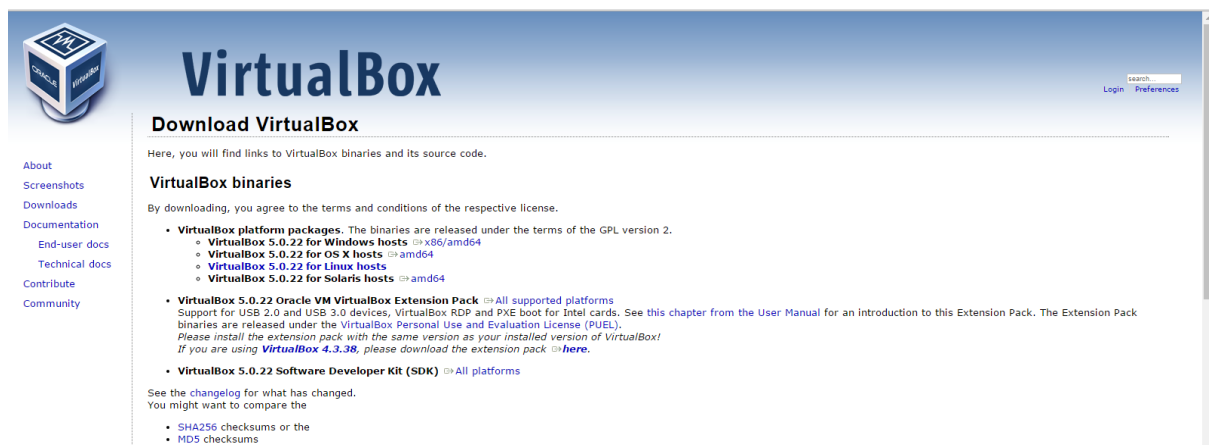 ORACLE
VirtualBox
VirtualBox
search...
Login Preferences
Download VirtualBox
Here, you will find links to VirtualBox binaries and its source code.
About
Screenshots
Downloads
Documentation
End-user docs
Technical docs
Contribute
Community
VirtualBox binaries
By downloading, you agree to the terms and conditions of the respective license.
• VirtualBox platform packages. The binaries are released under the terms of the GPL version 2.
VirtualBox 5.0.22 for Windows hosts x86/amd64
VirtualBox 5.0.22 for OS X hosts amd64
VirtualBox 5.0.22 for Linux hosts
VirtualBox 5.0.22 for Solaris hosts amd64
• VirtualBox 5.0.22 Oracle VM VirtualBox Extension Pack All supported platforms
Support for USB 2.0 and USB 3.0 devices, VirtualBox RDP and PXE boot for Intel cards. See this chapter from the User Manual for an introduction to this Extension Pack. The Extension Pack
binaries are released under the VirtualBox Personal Use and Evaluation License (PUEL).
Please install the extension pack with the same version as your installed version of VirtualBox!
If you are using VirtualBox 4.3.38, please download the extension pack here.
• VirtualBox 5.0.22 Software Developer Kit (SDK) All platforms
See the changelog for what has changed.
You might want to compare the
• SHA256 checksums or the
• MD5 checksums